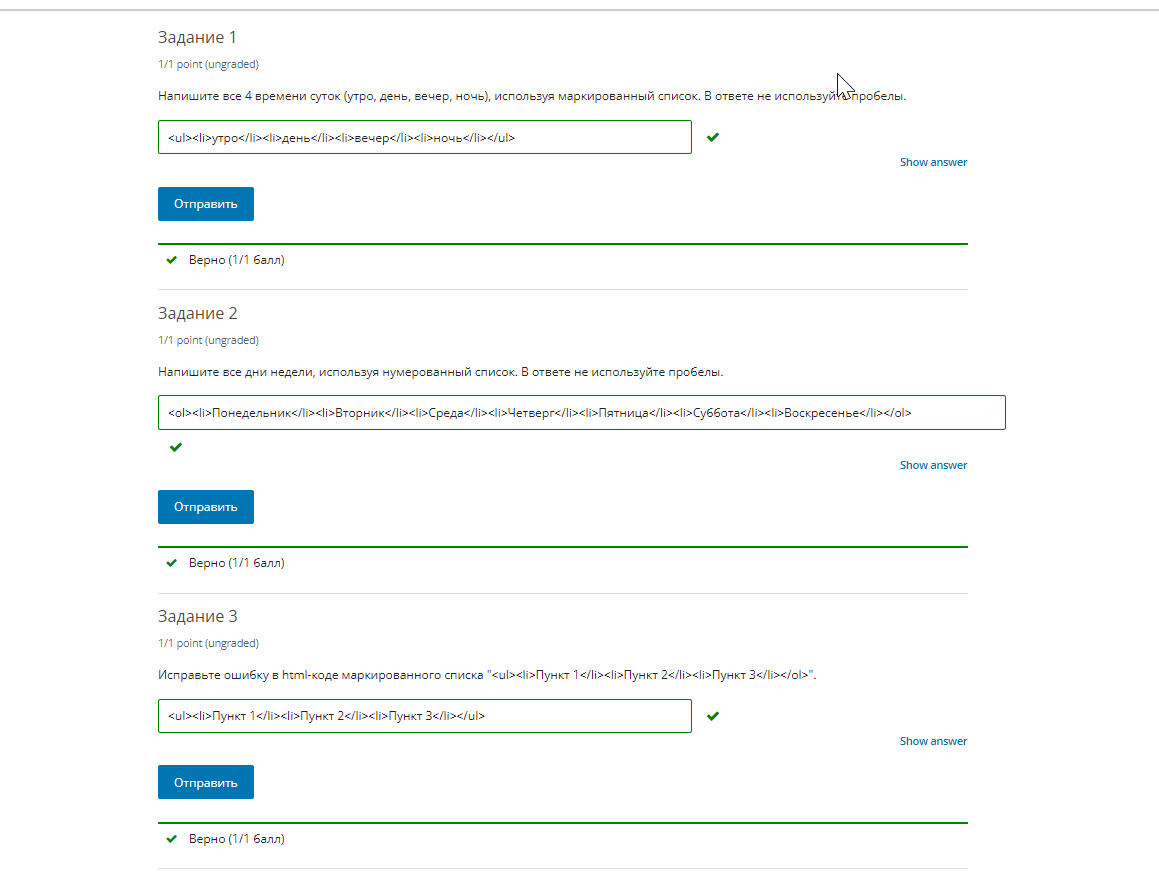 Задание 1
1/1 point (ungraded)
Напишите все 4 времени суток (утро, день, вечер, ночь), используя маркированный список. В ответе не используйте пробелы.
<ul><li>утро</li><li>день</li><li>вечер</li><li>ночь</li></ul>
Show answer
Отправить
Верно (1/1 балл)
Задание 2
1/1 point (ungraded)
Напишите все дни недели, используя нумерованный список. В ответе не используйте пробелы.
<ol><li>Понедельник</li><li>Вторник</li><li>Среда</li><li>Четверг</li><li>Пятница</li><li>Суббота</li><li>Воскресенье</li></ol>
Show answer
Отправить
Верно (1/1 балл)
Задание 3
1/1 point (ungraded)
Исправьте ошибку в html-коде маркированного списка "<ul><li>Пункт 1</li><li>Пункт 2</li><li>Пункт 3</li></ol>".
<ul><li>Пункт 1</li><li>Пункт 2</li><li>Пункт 3</li></ul>
Show answer
Отправить
Верно (1/1 балл)